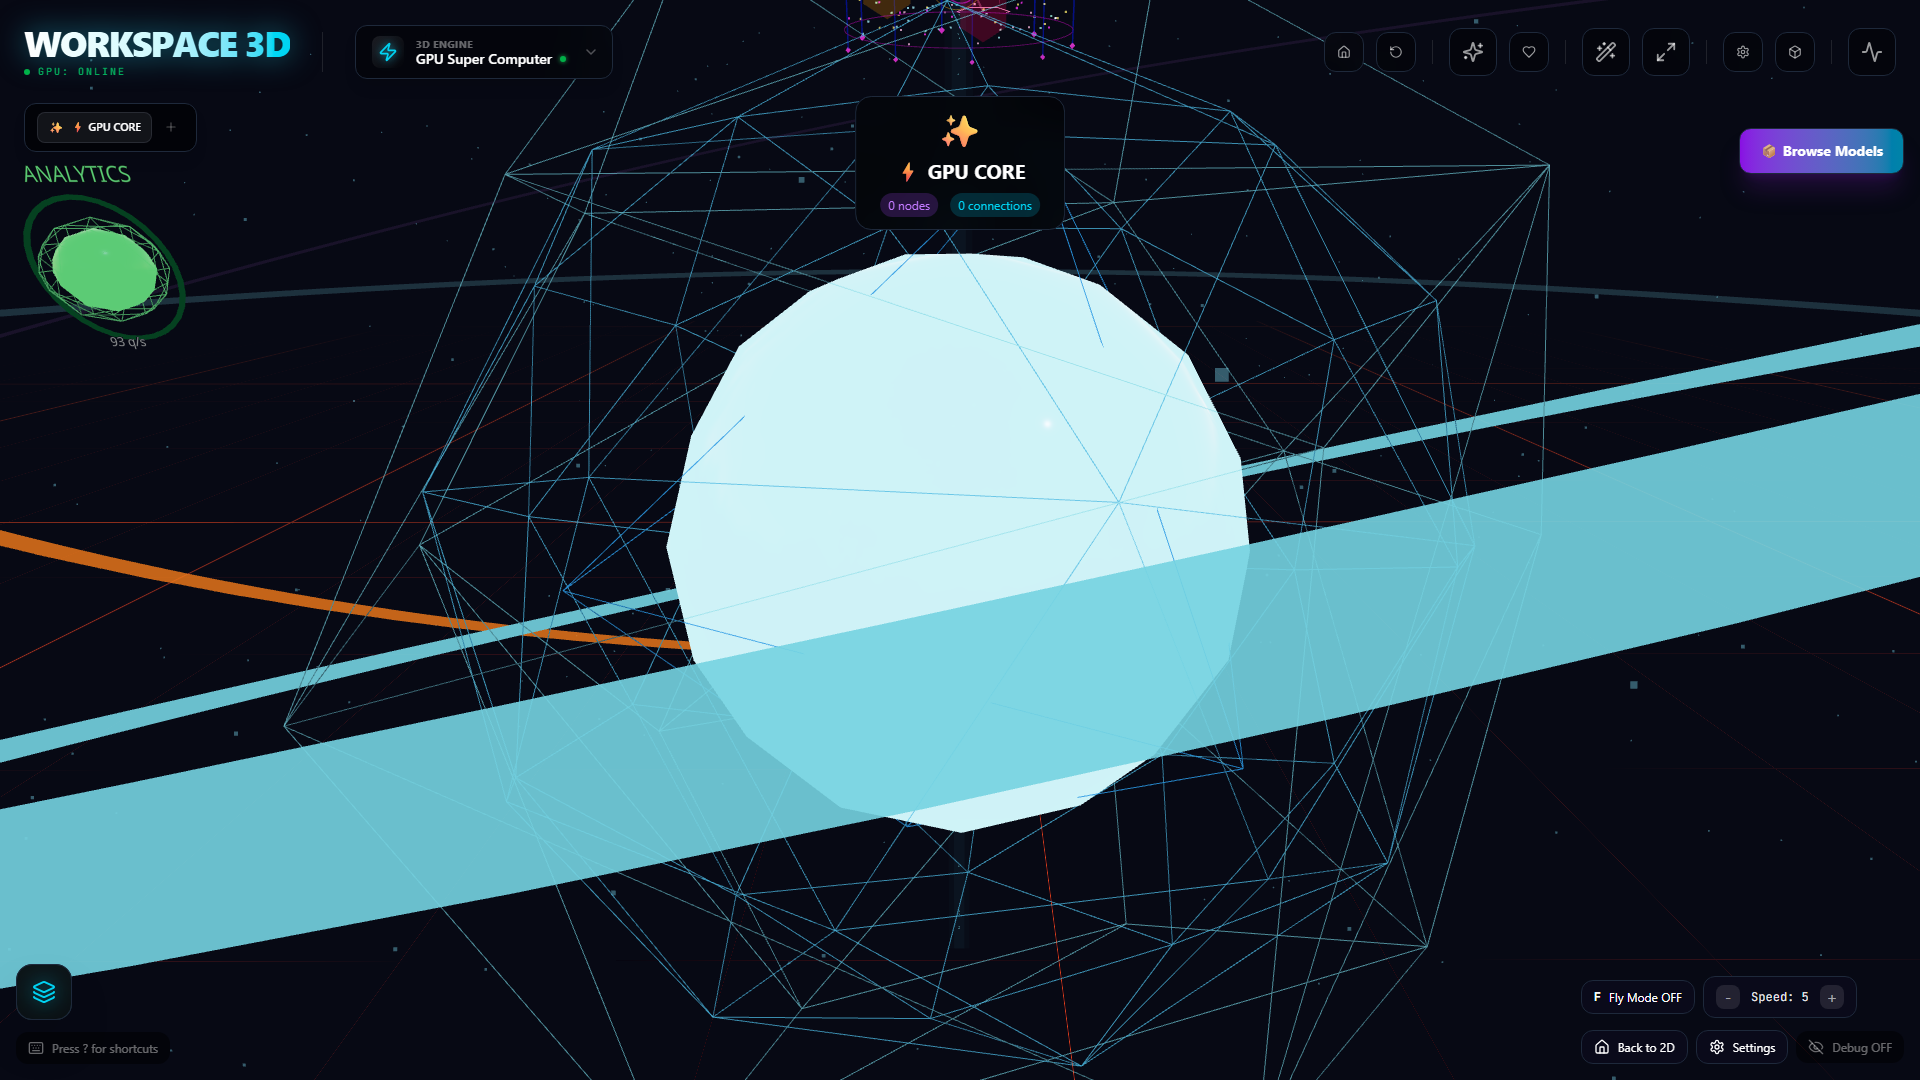 WORKSPACE 3D
GPU: ONLINE
3D ENGINE
GPU Super Computer
GPU CORE
+
ANALYTICS
93 q/s
GPU CORE
0 nodes
0 connections
Browse Models
F Fly Mode OFF
- Speed: 5 +
Back to 2D
Settings
Debug OFF
Press ? for shortcuts